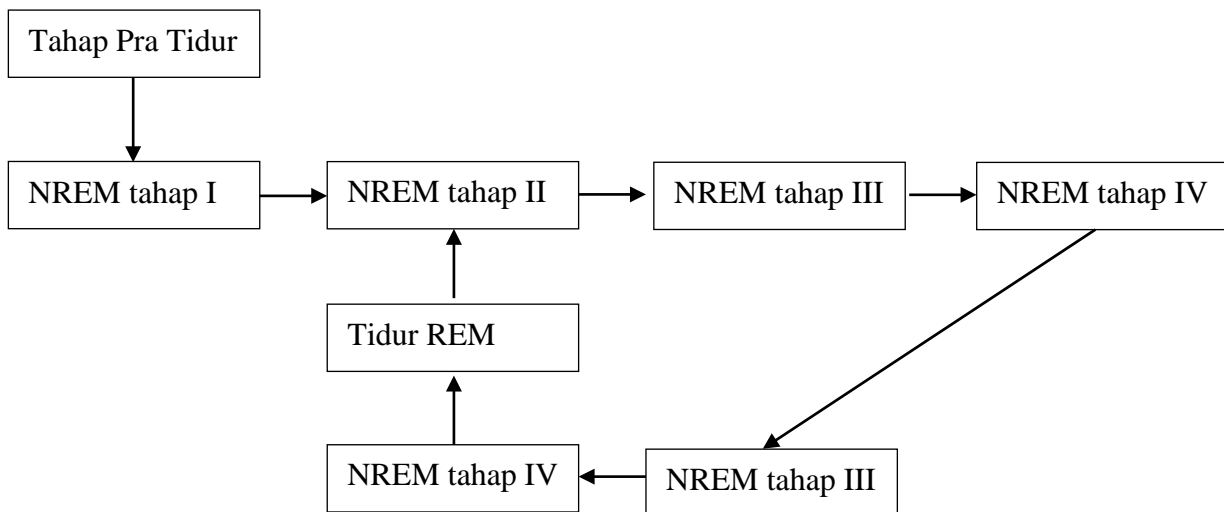 Tahap Pra Tidur
NREM tahap I
NREM tahap II
NREM tahap III
NREM tahap IV
Tidur REM
NREM tahap IV
NREM tahap III